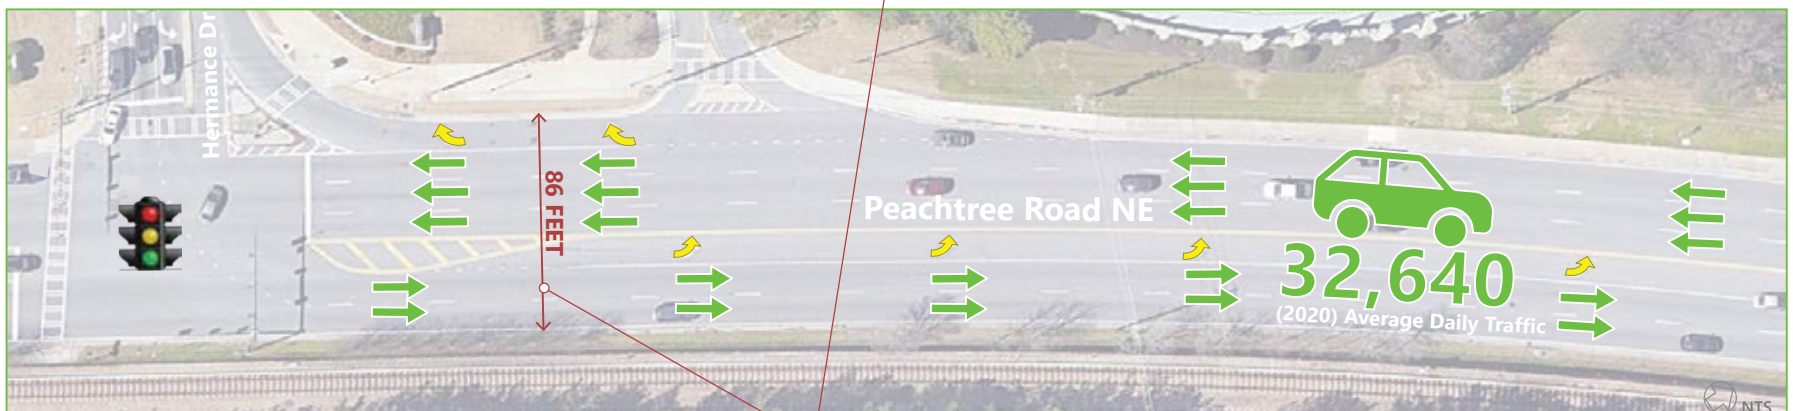 Hermance Dr
86 FEET
Peachtree Road NE
32,640
(2020) Average Daily Traffic
NTS